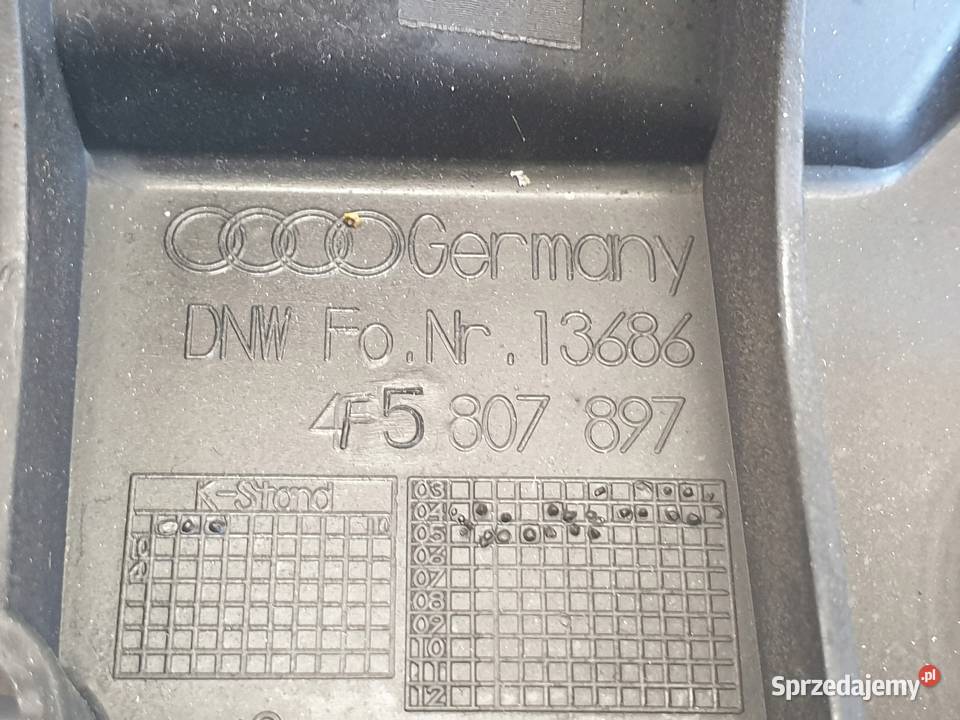 Germany
DNW Fo.Nr.13686
4F5 807 897
K-Stand
03
04
05
06
07
08
09
10
11
12
Sprzedajemy.pl